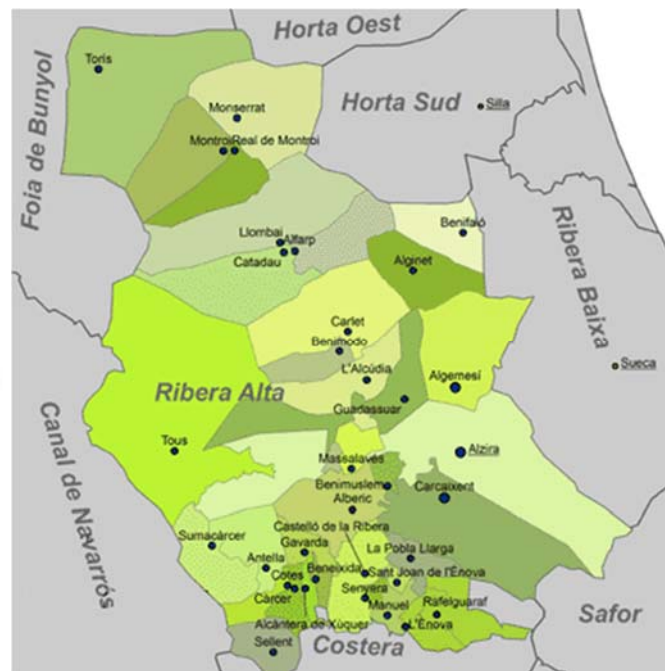 Horta Oest
Toris
Foia de Bunyol
Horta Sud
Silla
Monserrat
Montroi
Real de Montroi
Ribera Baixa
Benifaió
Llombai
Alfarp
Catadau
Alginet
Carlet
Benimodo
L'Alcúdia
Ribera Alta
Algemesí
Sueca
Guadassuar
Canal de Navarrós
Tous
Alzira
Massalavés
Benimuslem
Carcaixent
Alberic
Castelló de la Ribera
Sumacàrcer
Gavarda
La Pobla Llarga
Antella
Beneixida
Sant Joan de l'Ènova
Cotes
Senyera
Càrcer
Manuel
Rafelguaraf
Alcàntera de Xúquer
L'Ènova
Safor
Sellent
Costera